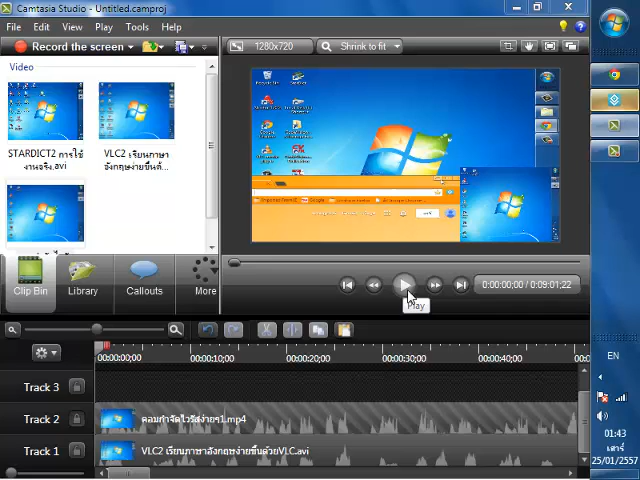 Camtasia Studio - Untitled.camproj
File Edit View Play Tools Help
Record the screen
1280x720
Shrink to fit
Video
STARDICT2 การใช้
งานจริง.avi
VLC2 เรียนภาษา
อังกฤษง่ายขึ้นด้...
Clip Bin
Library
Callouts
More
0:00:00;00 / 0:09:01;22
Play
00:00:00;00
00:00:10;00
00:00:20;00
00:00:30;00
00:00:40;00
Track 3
Track 2
คอมกำจัดไวรัสง่ายๆ1.mp4
Track 1
VLC2 เรียนภาษาอังกฤษง่ายขึ้นด้วยVLC.avi
EN
01:43
เสาร์
25/01/2557